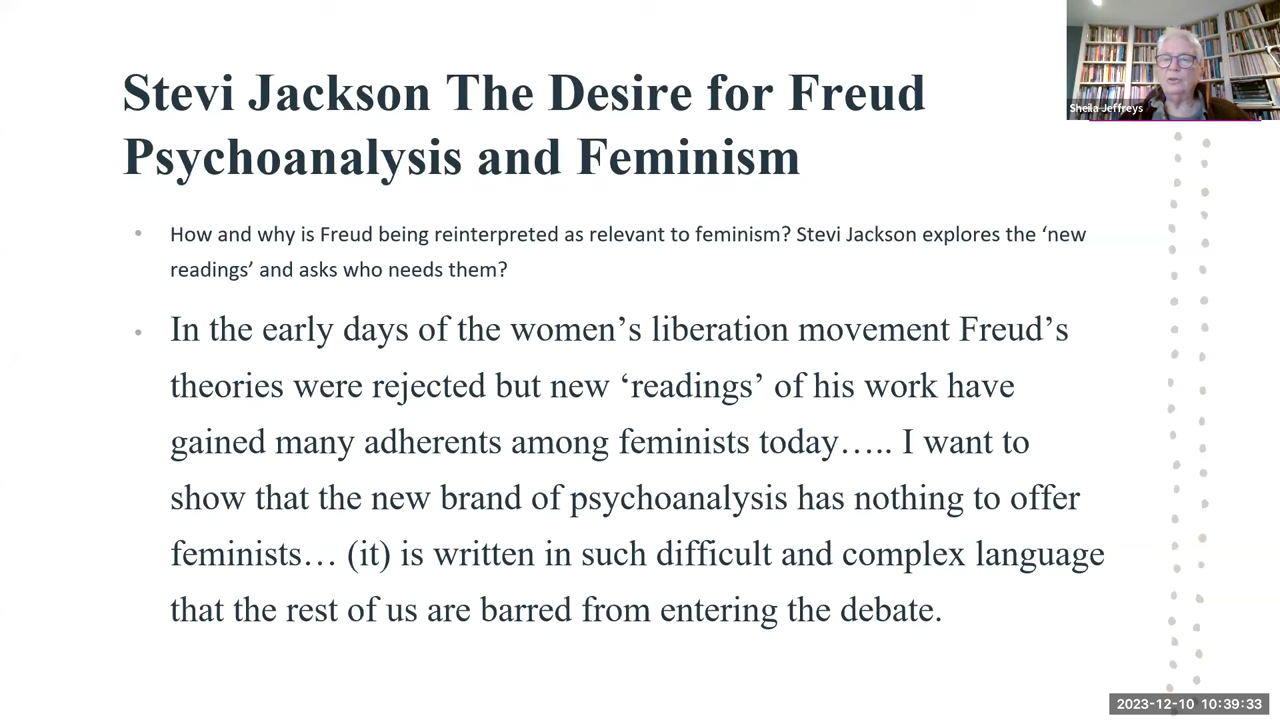 Stevi Jackson The Desire for Freud
Psychoanalysis and Feminism
Sheila Jeffreys
• How and why is Freud being reinterpreted as relevant to feminism? Stevi Jackson explores the ‘new
readings’ and asks who needs them?
• In the early days of the women’s liberation movement Freud’s
theories were rejected but new ‘readings’ of his work have
gained many adherents among feminists today….. I want to
show that the new brand of psychoanalysis has nothing to offer
feminists… (it) is written in such difficult and complex language
that the rest of us are barred from entering the debate.
2023-12-10 10:39:33